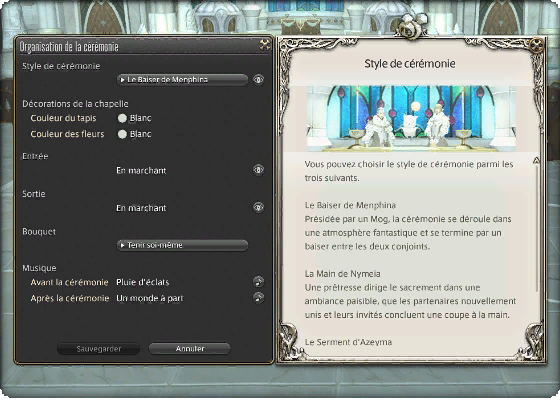 Organisation de la cérémonie
Style de cérémonie
Le Baiser de Menphina
Décorations de la chapelle
Couleur du tapis Blanc
Couleur des fleurs Blanc
Entrée
En marchant
Sortie
En marchant
Bouquet
Tenir soi-même
Musique
Avant la cérémonie Pluie d'éclats
Après la cérémonie Un monde à part
Sauvegarder Annuler
Style de cérémonie
Vous pouvez choisir le style de cérémonie parmi les
trois suivants.
Le Baiser de Menphina
Présidée par un Mog, la cérémonie se déroule dans
une atmosphère fantastique et se termine par un
baiser entre les deux conjoints.
La Main de Nymeia
Une prêtresse dirige le sacrement dans une
ambiance paisible, que les partenaires nouvellement
unis et leurs invités concluent une coupe à la main.
Le Serment d'Azeyma